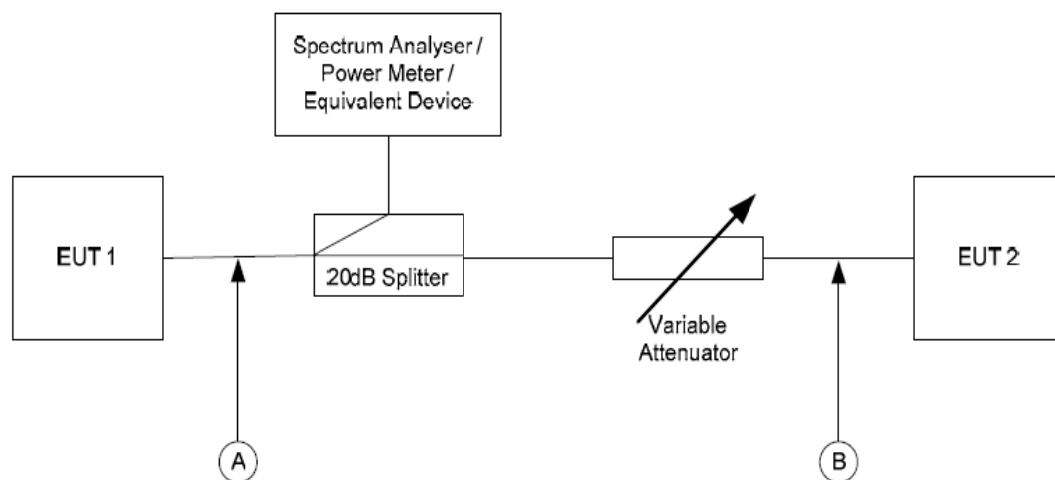 Spectrum Analyser /
Power Meter /
Equivalent Device
EUT 1
20dB Splitter
EUT 2
Variable
Attenuator
A
B